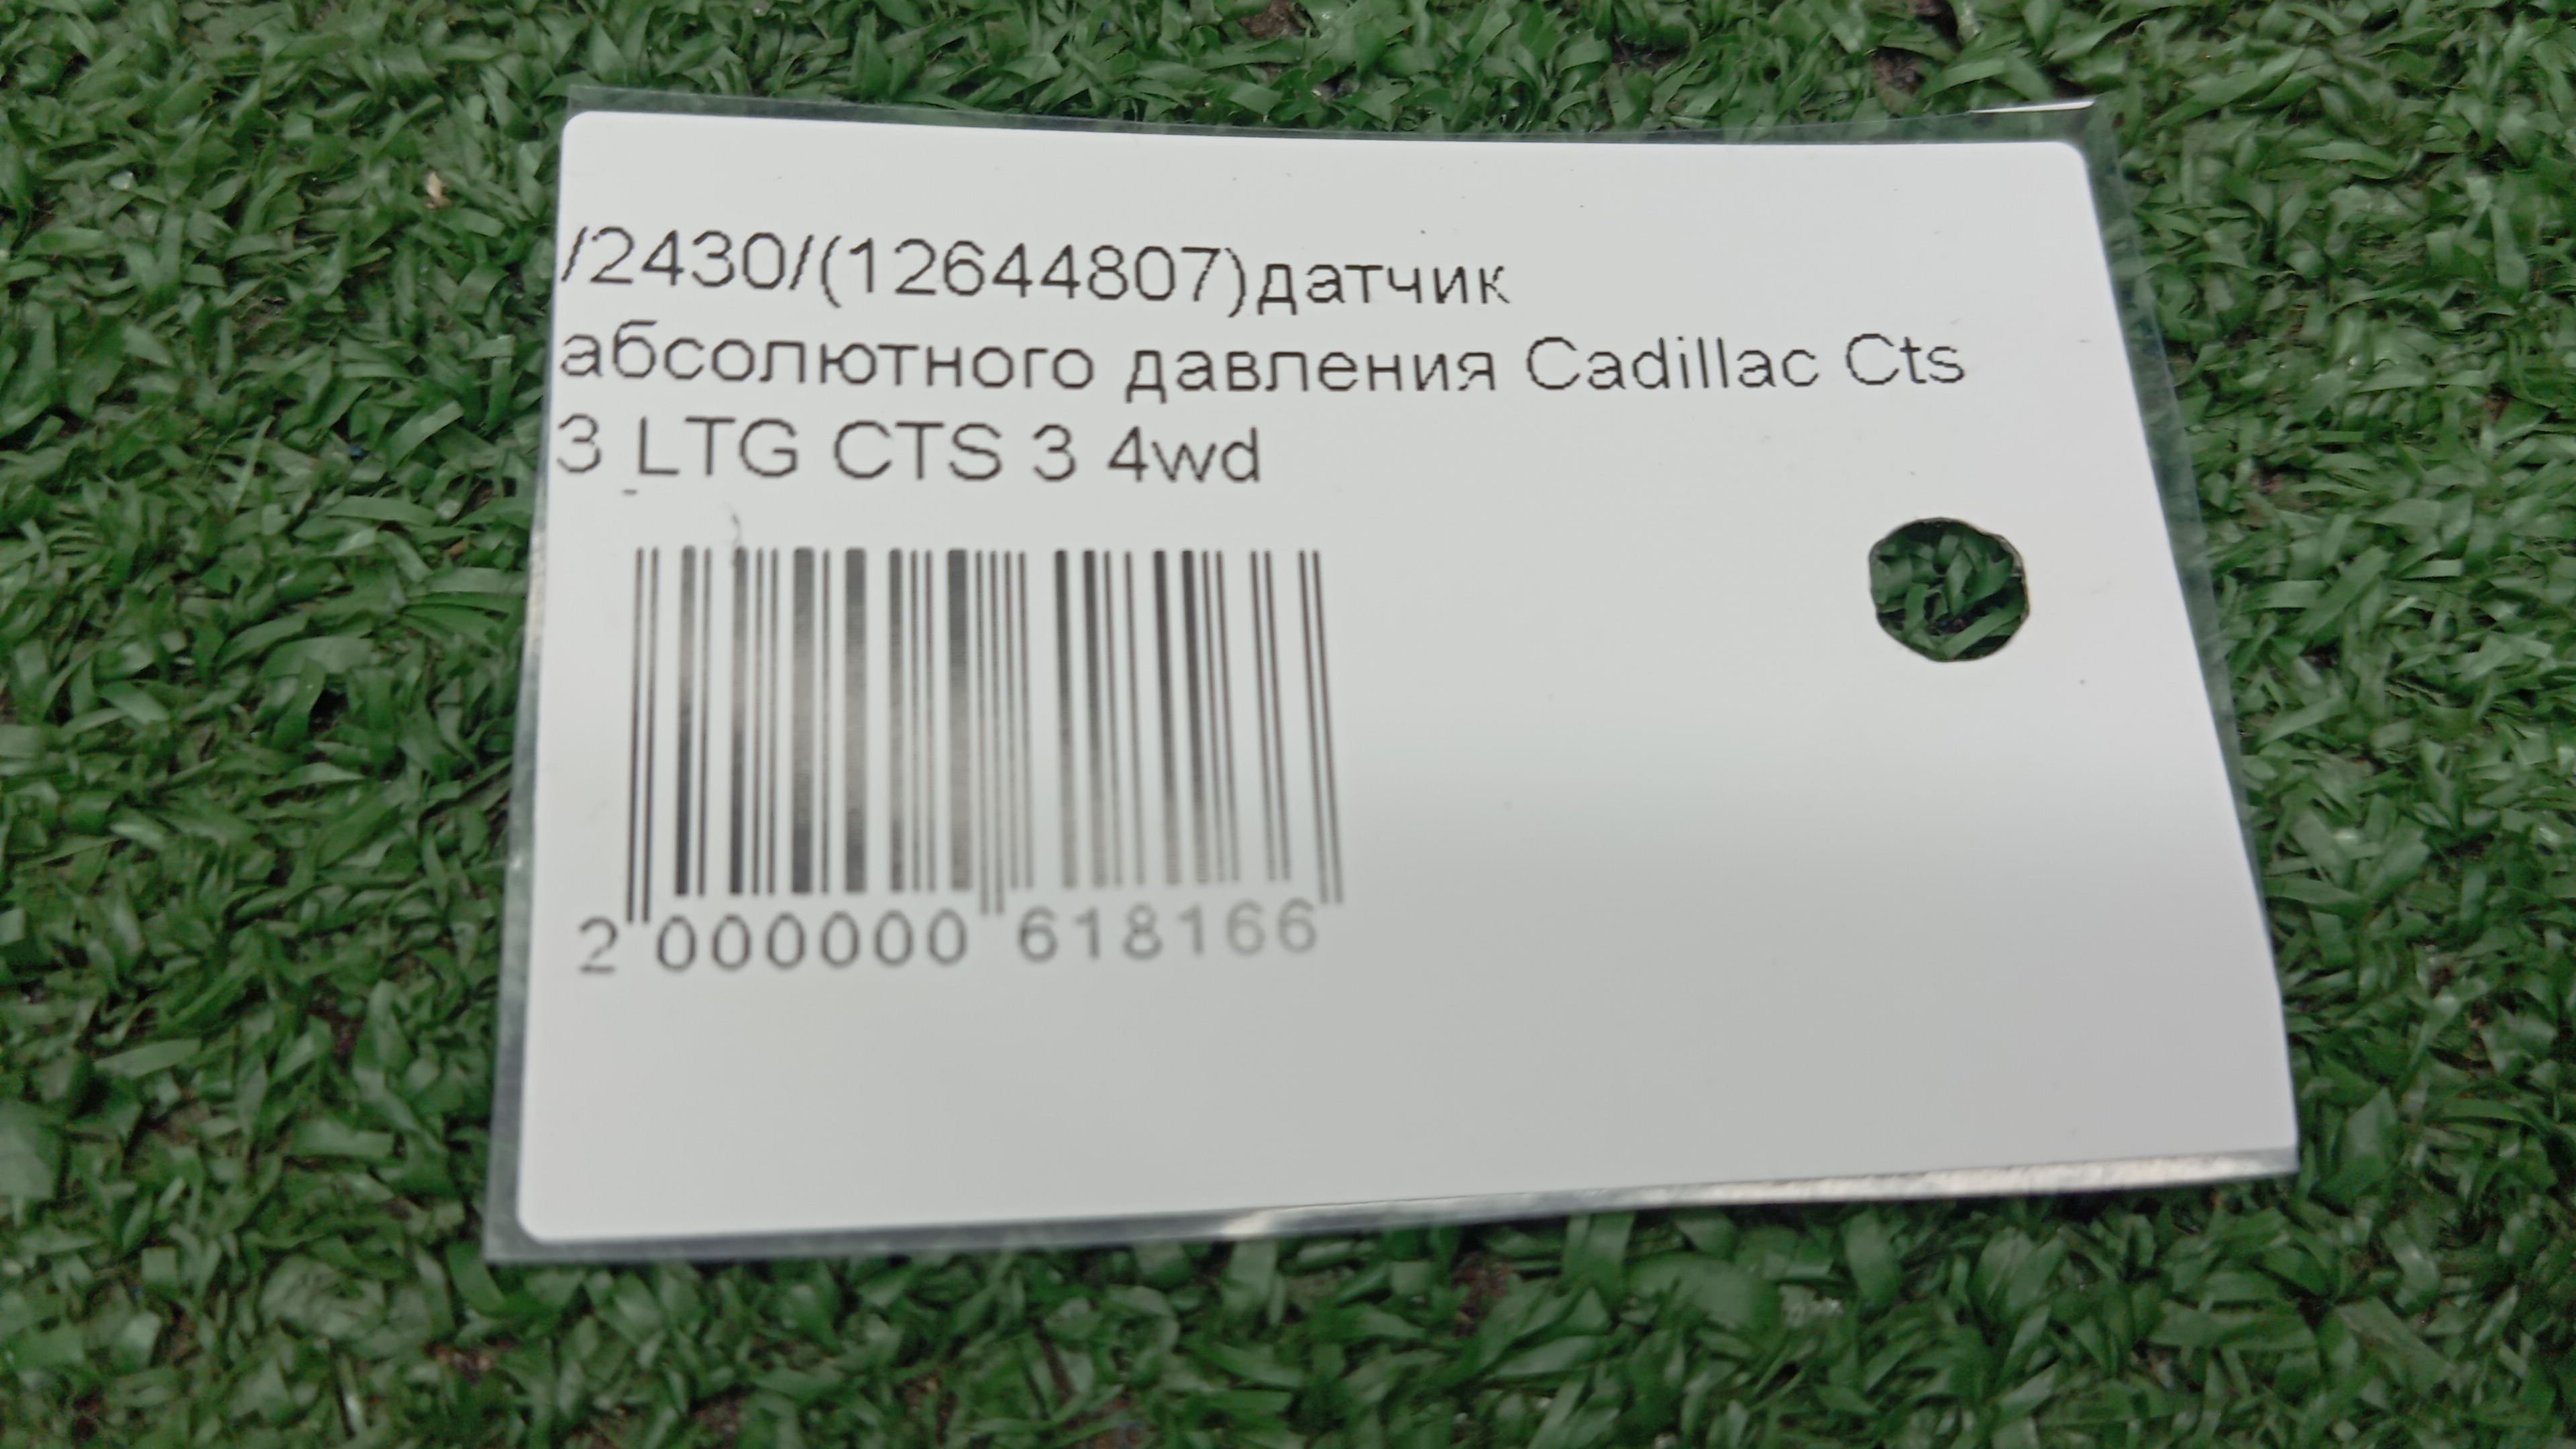 /2430/(12644807)датчик
абсолютного давления Cadillac Cts
3 LTG CTS 3 4wd
2 000000 618166